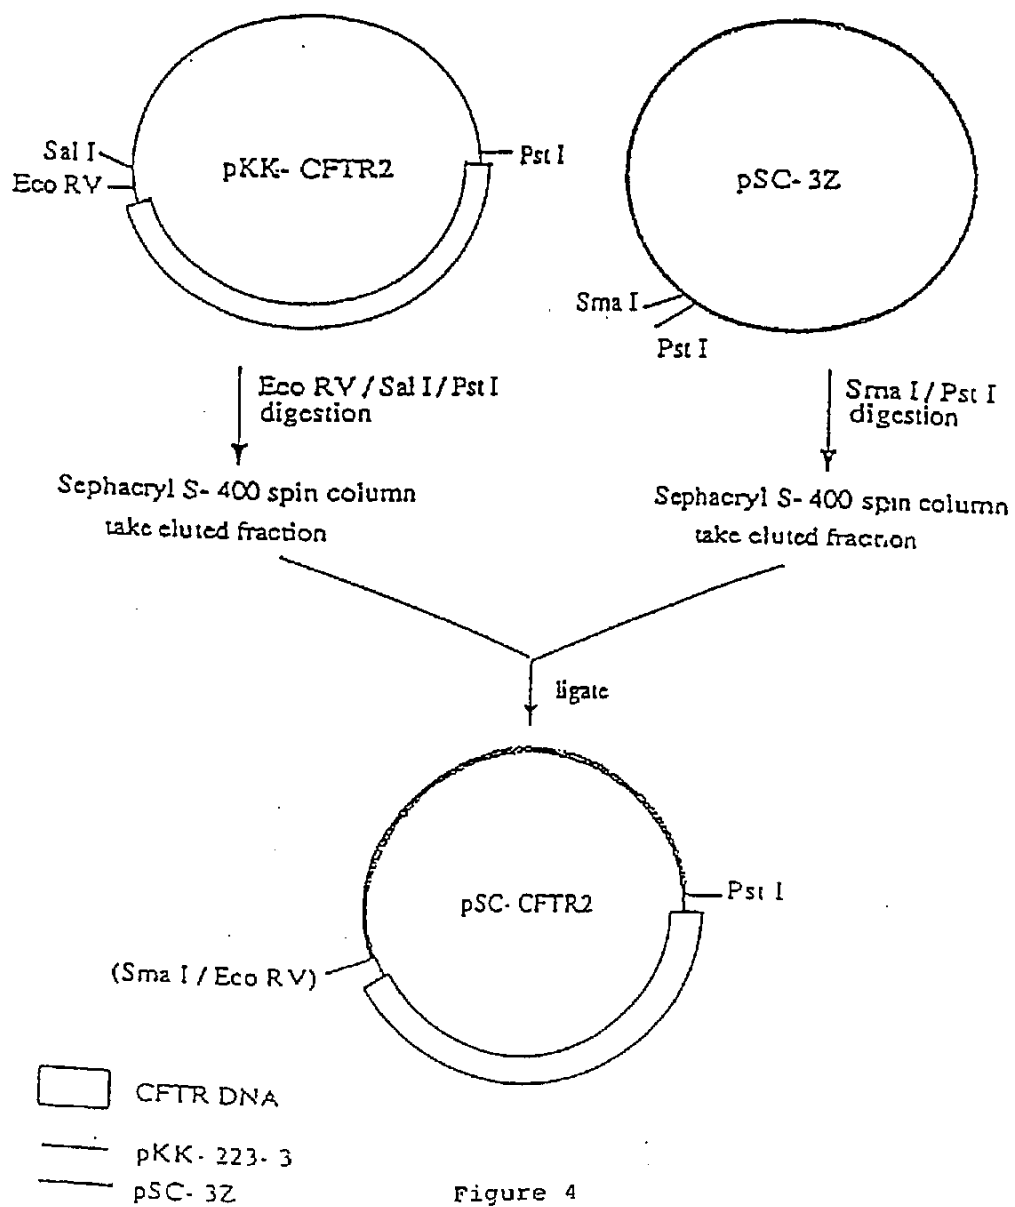 Sal I
Eco RV
pKK- CFTR2
Pst I
pSC- 3Z
Sma I
Pst I
Eco RV / Sal I / Pst I
digestion
Sma I / Pst I
digestion
Sephacryl S- 400 spin column
take eluted fraction
Sephacryl S- 400 spin column
take eluted fraction
ligate
pSC- CFTR2
Pst I
(Sma I / Eco RV)
CFTR DNA
pKK- 223- 3
pSC- 3Z
Figure 4